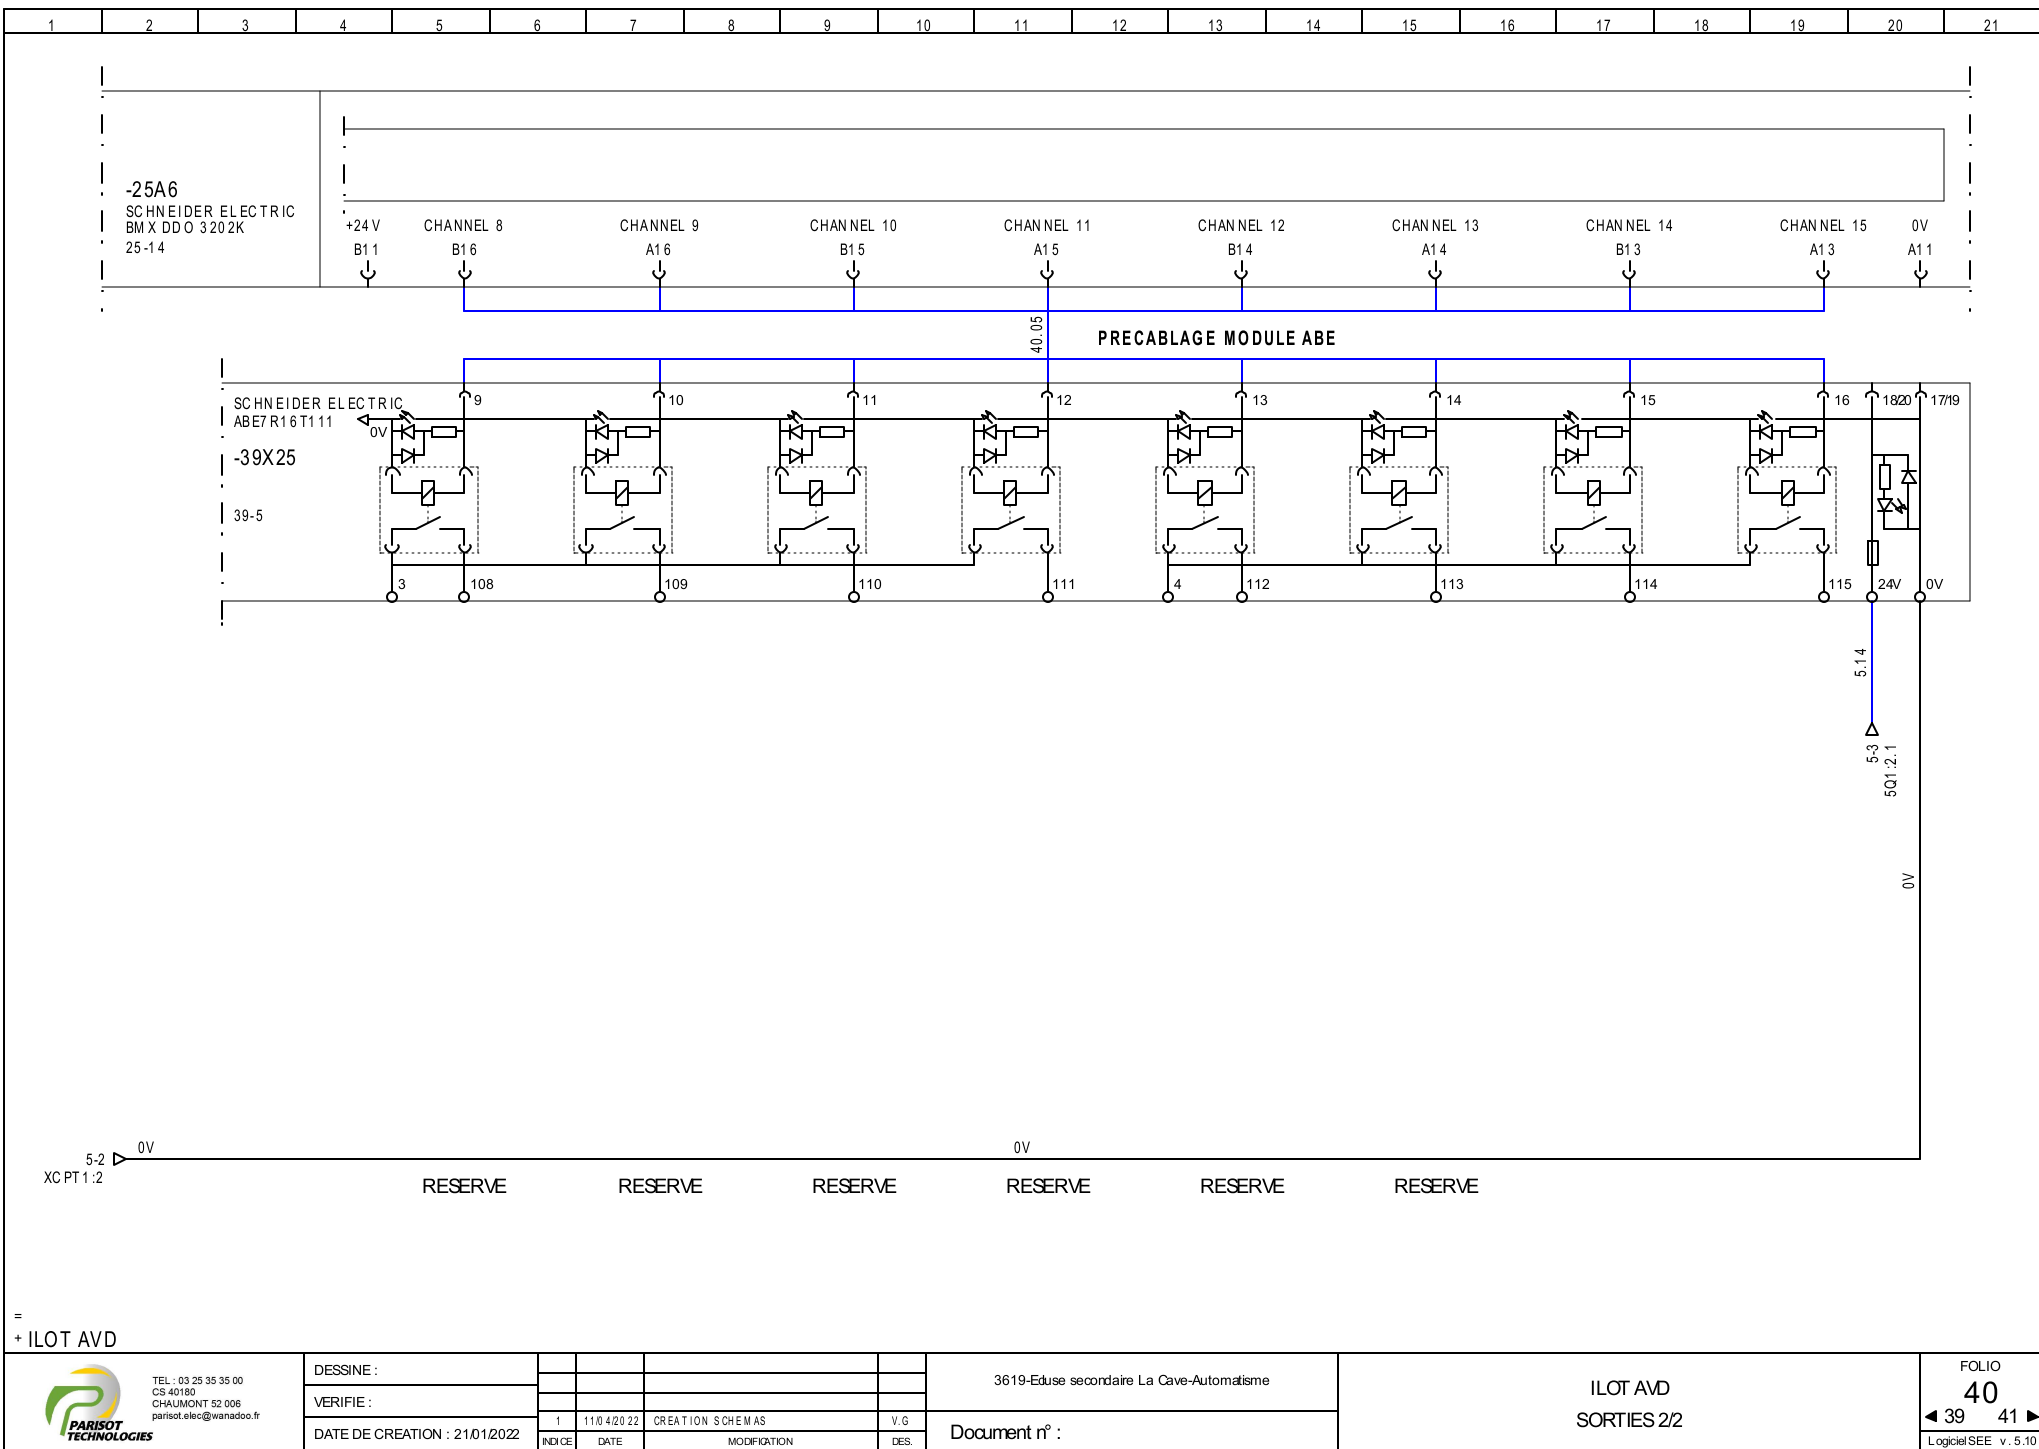 1 2 3 4 5 6 7 8 9 10 11 12 13 14 15 16 17 18 19 20 21
-25A6
SCHNEIDER ELECTRIC
BMX DDO 3202K
25-14
+24V CHANNEL 8 CHANNEL 9 CHANNEL 10 CHANNEL 11 CHANNEL 12 CHANNEL 13 CHANNEL 14 CHANNEL 15 0V
B11 B16 A16 B15 A15 B14 A14 B13 A13 A11
40.05
PRECABLAGE MODULE ABE
SCHNEIDER ELECTRIC
ABE7R16T111
0V
-39X25
39-5
9 10 11 12 13 14 15 16 18/20 17/19
3 108 109 110 111 4 112 113 114 115 24V 0V
5.14
5-3
5Q1:2.1
0V
0V 0V
5-2
XCPT1:2
RESERVE RESERVE RESERVE RESERVE RESERVE RESERVE
=
+ ILOT AVD
PARISOT
TECHNOLOGIES
TEL : 03 25 35 35 00
CS 40180
CHAUMONT 52 006
parisot.elec@wanadoo.fr
DESSINE :
VERIFIE :
DATE DE CREATION : 21/01/2022
1 11/04/2022 CREATION SCHEMAS V.G
INDICE DATE MODIFICATION DES.
3619-Eduse secondaire La Cave-Automatisme
Document n° :
ILOT AVD
SORTIES 2/2
FOLIO
40
39 41
Logiciel SEE v.5.10